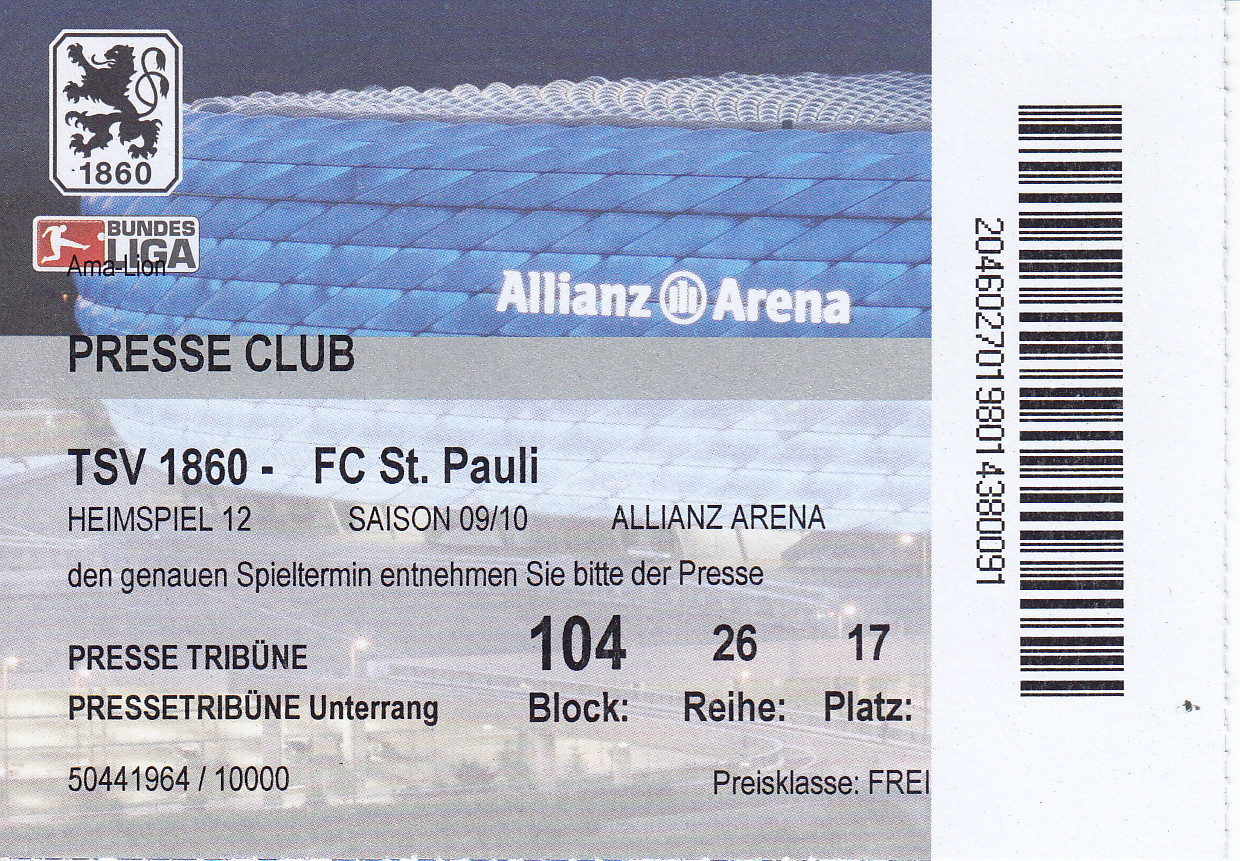 1860
BUNDES
LIGA
Ama-Lion
Allianz Arena
PRESSE CLUB
TSV 1860 - FC St. Pauli
HEIMSPIEL 12 SAISON 09/10 ALLIANZ ARENA
den genauen Spieltermin entnehmen Sie bitte der Presse
PRESSE TRIBÜNE 104 26 17
PRESSETRIBÜNE Unterrang Block: Reihe: Platz:
50441964 / 10000 Preisklasse: FREI
2046027019801 4380091